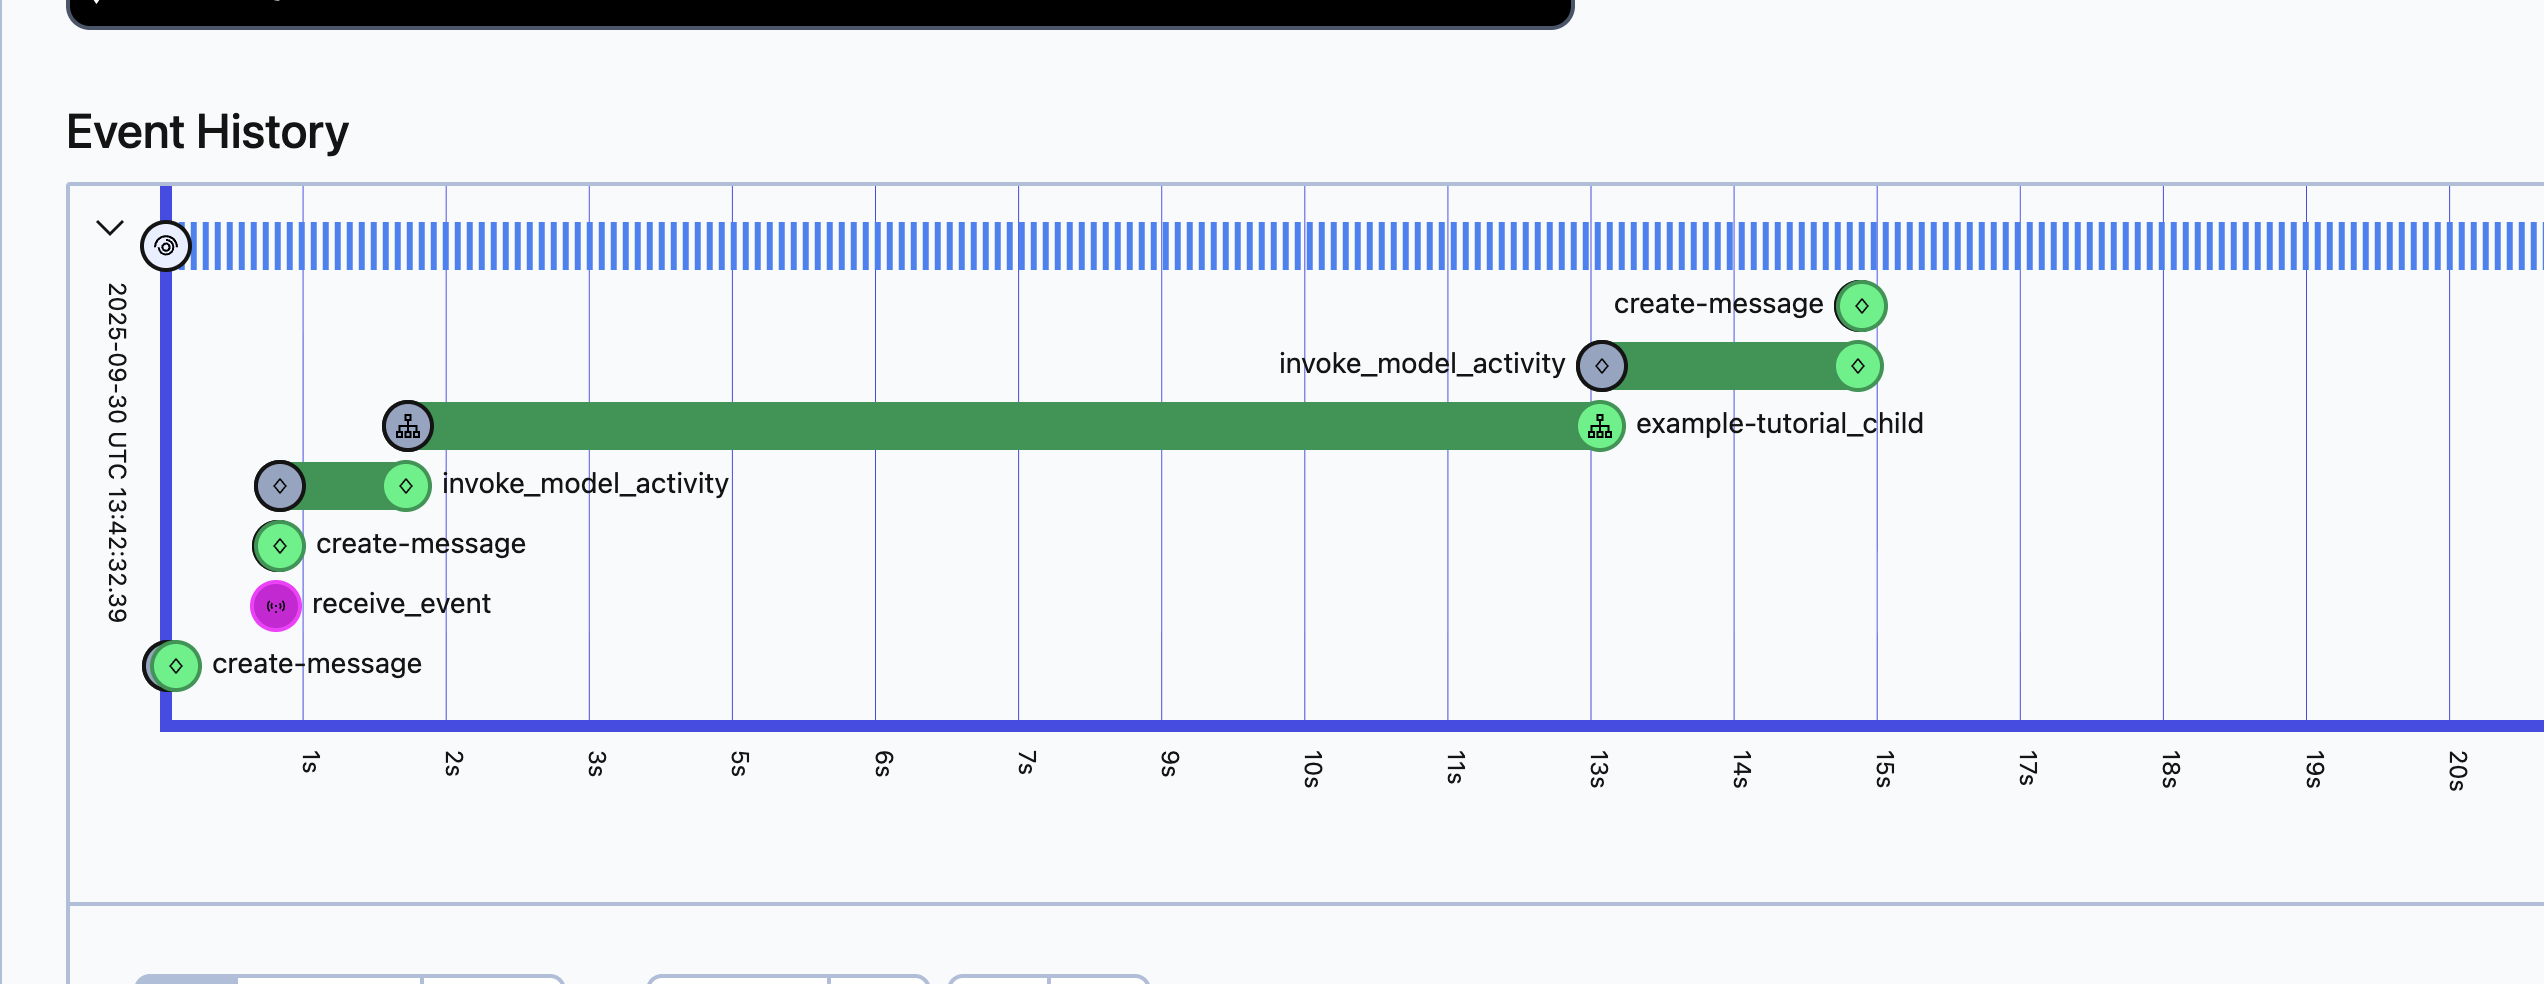 Event History
2025-09-30 UTC 13:42:32.39
create-message
invoke_model_activity
example-tutorial_child
invoke_model_activity
create-message
receive_event
create-message
1s
2s
3s
5s
6s
7s
9s
10s
11s
13s
14s
15s
17s
18s
19s
20s